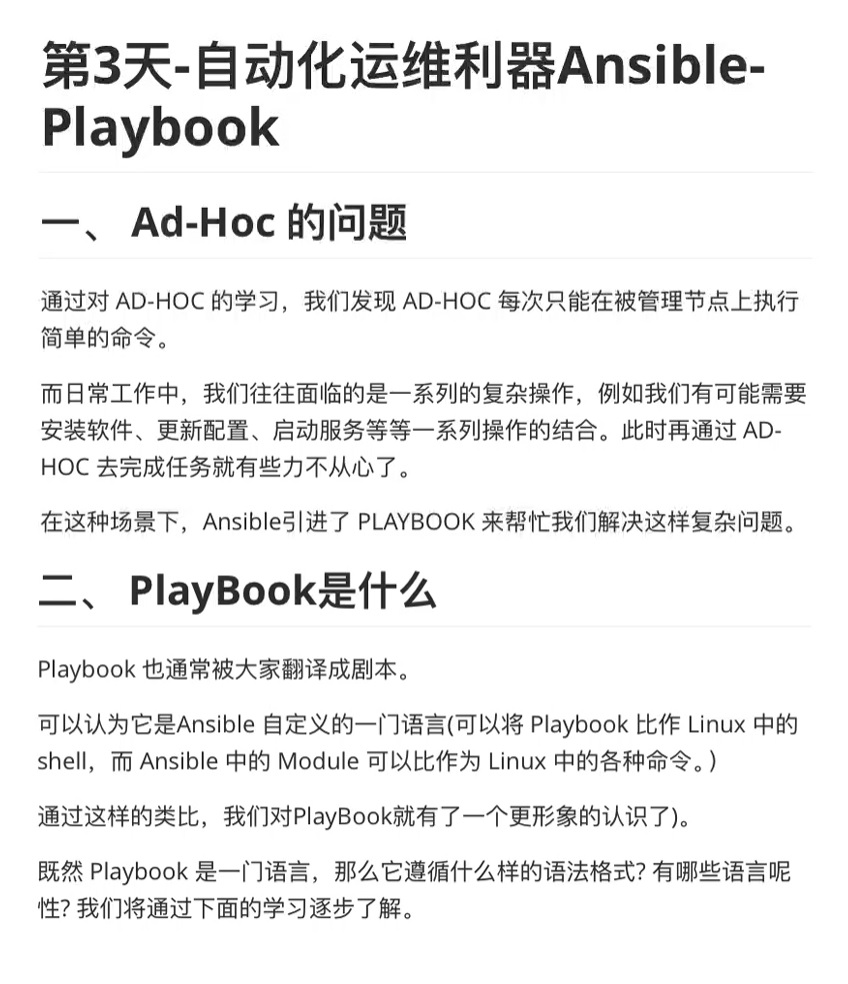 第3天-自动化运维利器Ansible-
Playbook
一、 Ad-Hoc 的问题
通过对 AD-HOC 的学习，我们发现 AD-HOC 每次只能在被管理节点上执行
简单的命令。
而日常工作中，我们往往面临的是一系列的复杂操作，例如我们有可能需要
安装软件、更新配置、启动服务等等一系列操作的结合。此时再通过 AD-
HOC 去完成任务就有些力不从心了。
在这种场景下，Ansible引进了 PLAYBOOK 来帮忙我们解决这样复杂问题。
二、 PlayBook是什么
Playbook 也通常被大家翻译成剧本。
可以认为它是Ansible 自定义的一门语言(可以将 Playbook 比作 Linux 中的
shell，而 Ansible 中的 Module 可以比作为 Linux 中的各种命令。)
通过这样的类比，我们对PlayBook就有了一个更形象的认识了)。
既然 Playbook 是一门语言，那么它遵循什么样的语法格式? 有哪些语言呢
性? 我们将通过下面的学习逐步了解。